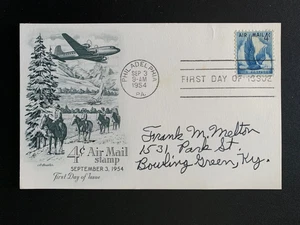 PHILADELPHIA
SEP 3
9-AM
1954
PA.
AIR MAIL
4¢
FIRST DAY OF ISSUE
4¢ Air Mail
stamp
SEPTEMBER 3, 1954
First Day of Issue
Frank M. Melton
1531 Park St.
Bowling Green, Ky.